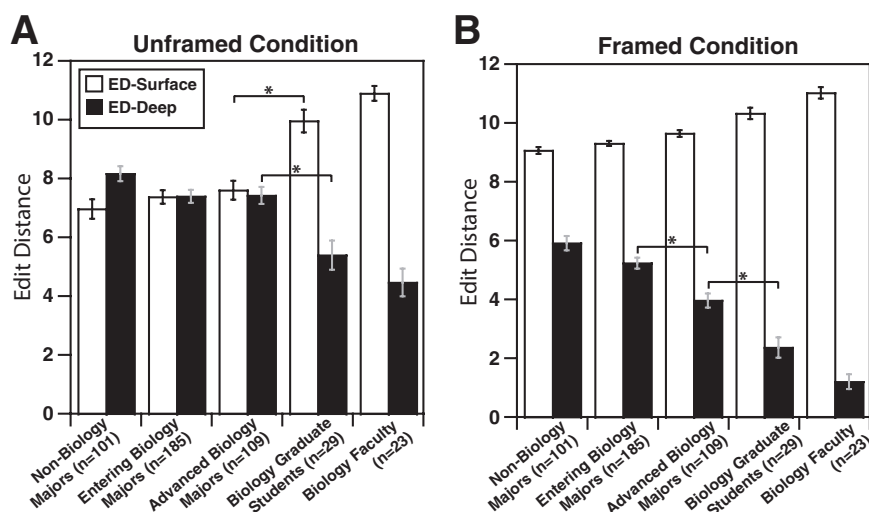 A
Unframed Condition
ED-Surface
ED-Deep
*
*
Edit Distance
12
10
8
6
4
2
0
Non-Biology
Majors (n=101)
Entering Biology
Majors (n=185)
Advanced Biology
Majors (n=109)
Biology Graduate
Students (n=29)
Biology Faculty
(n=23)
B
Framed Condition
*
*
Edit Distance
12
10
8
6
4
2
0
Non-Biology
Majors (n=101)
Entering Biology
Majors (n=185)
Advanced Biology
Majors (n=109)
Biology Graduate
Students (n=29)
Biology Faculty
(n=23)